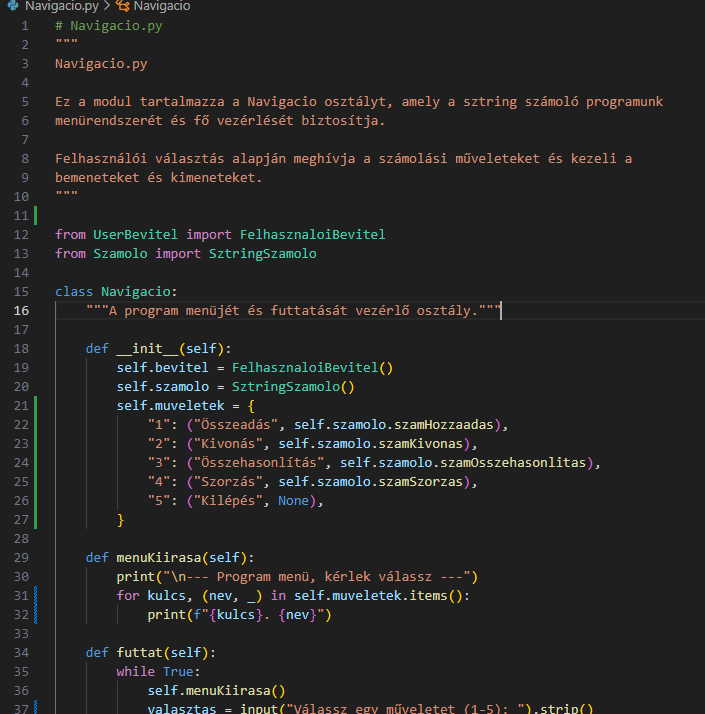 Navigacio.py > Navigacio
1 # Navigacio.py
2 """
3 Navigacio.py
4
5 Ez a modul tartalmazza a Navigacio osztályt, amely a sztring számoló programunk
6 menürendszerét és fő vezérlését biztosítja.
7
8 Felhasználói választás alapján meghívja a számolási műveleteket és kezeli a
9 bemeneteket és kimeneteket.
10 """
11
12 from UserBevitel import FelhasznaloiBevitel
13 from Szamolo import SztringSzamolo
14
15 class Navigacio:
16     """A program menüjét és futtatását vezérlő osztály."""
17
18     def __init__(self):
19         self.bevitel = FelhasznaloiBevitel()
20         self.szamolo = SztringSzamolo()
21         self.muveletek = {
22             "1": ("Összeadás", self.szamolo.szamHozzaadas),
23             "2": ("Kivonás", self.szamolo.szamKivonas),
24             "3": ("Összehasonlítás", self.szamolo.szamOsszehasonlitas),
25             "4": ("Szorzás", self.szamolo.szamSzorzas),
26             "5": ("Kilépés", None),
27         }
28
29     def menuKiirasa(self):
30         print("\n--- Program menü, kérlek válassz ---")
31         for kulcs, (nev, _) in self.muveletek.items():
32             print(f"{kulcs}. {nev}")
33
34     def futtat(self):
35         while True:
36             self.menuKiirasa()
37             valasztas = input("Válassz egy műveletet (1-5): ").strip()